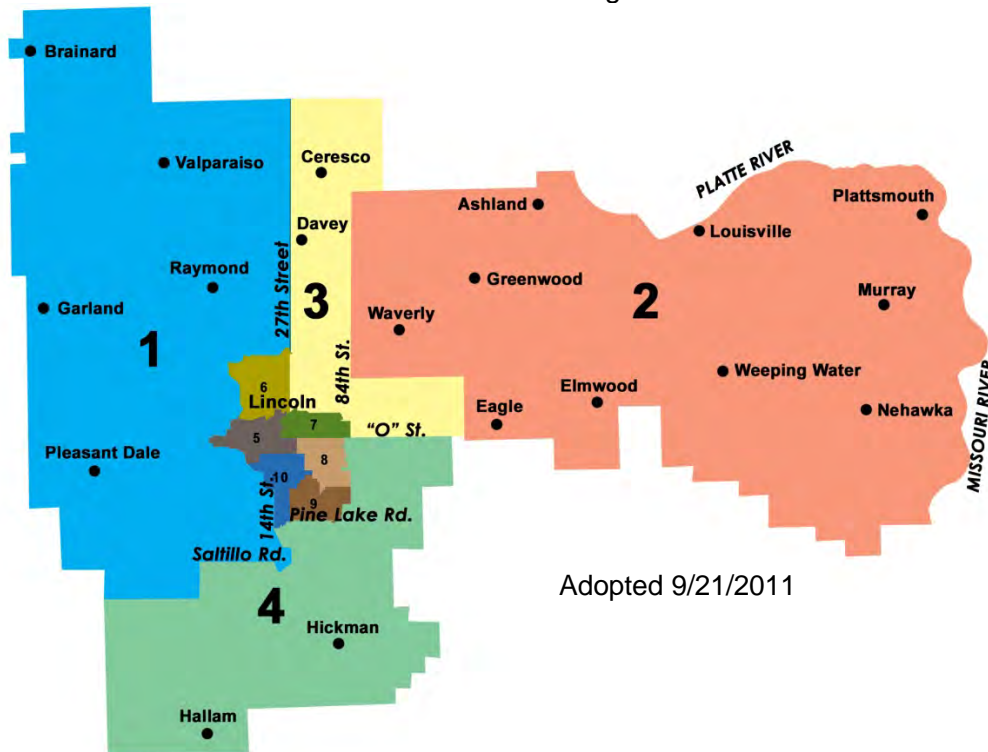 Brainard
Valparaiso
Ceresco
PLATTE RIVER
Ashland
Plattsmouth
Davey
Louisville
27th Street
Raymond
Greenwood
3
2
Murray
Garland
Waverly
1
84th St.
Weeping Water
MISSOURI RIVER
6
Elmwood
Lincoln
Eagle
Nehawka
7
"O" St.
5
Pleasant Dale
8
10
14th St.
9
Pine Lake Rd.
Saltillo Rd.
Adopted 9/21/2011
4
Hickman
Hallam